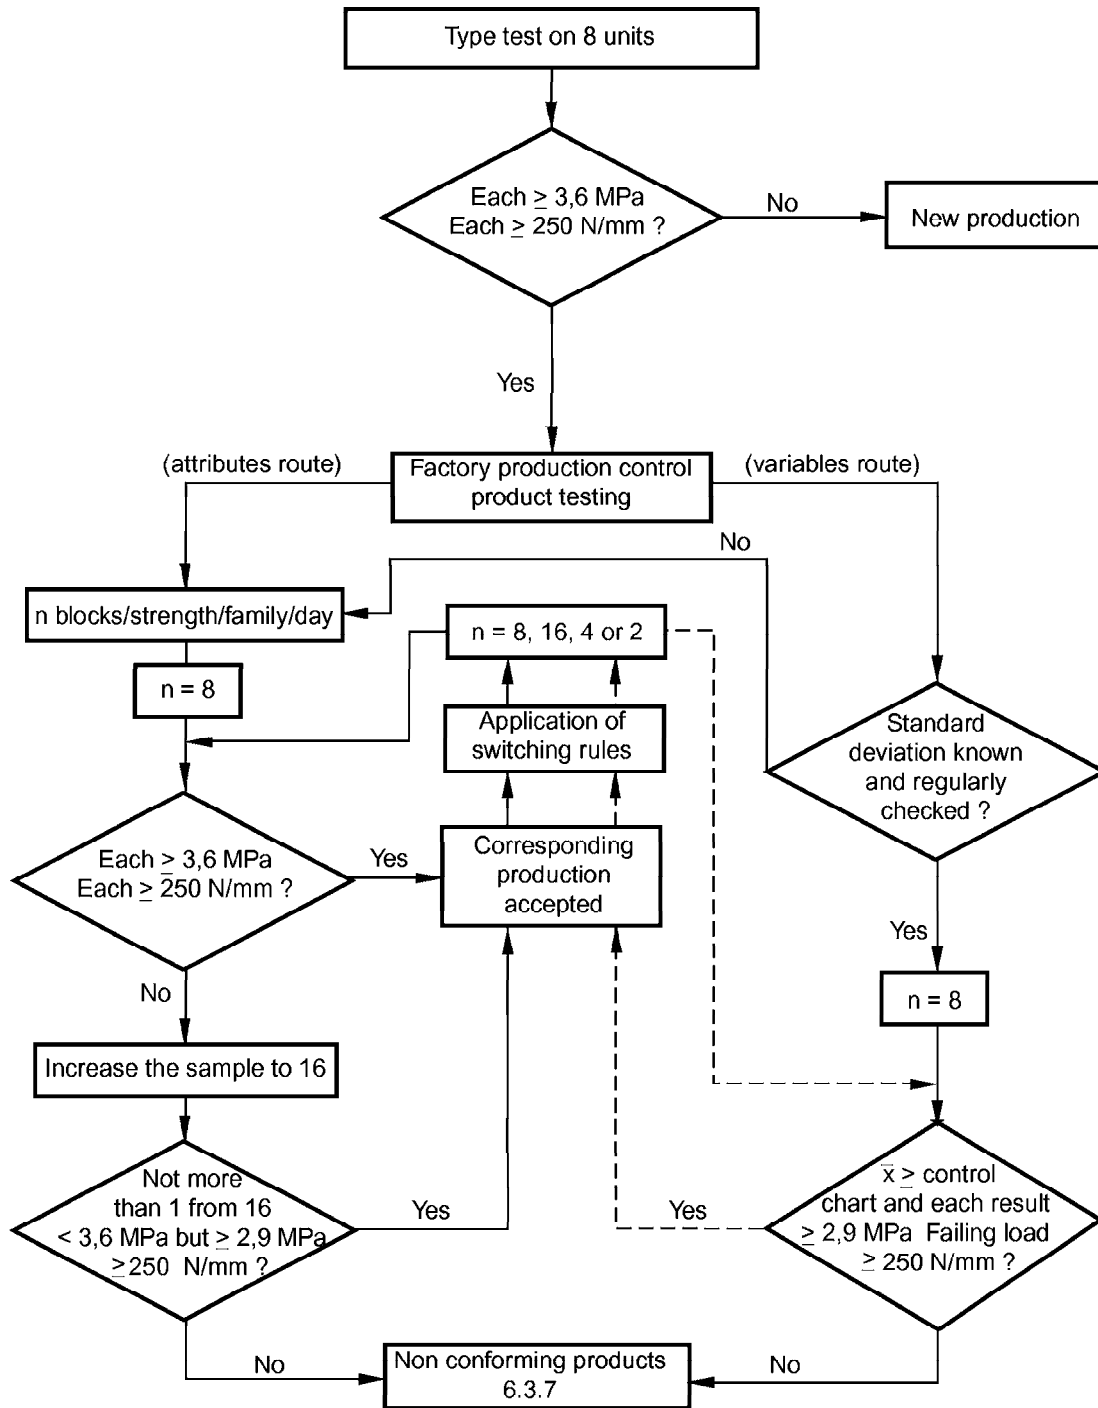 Type test on 8 units
Each ≥ 3,6 MPa
Each ≥ 250 N/mm ?
No
New production
Yes
(attributes route)
Factory production control
product testing
(variables route)
No
n blocks/strength/family/day
n = 8, 16, 4 or 2
n = 8
Application of
switching rules
Standard
deviation known
and regularly
checked ?
Each ≥ 3,6 MPa
Each ≥ 250 N/mm ?
Yes
Corresponding
production
accepted
Yes
No
n = 8
Increase the sample to 16
Not more
than 1 from 16
< 3,6 MPa but ≥ 2,9 MPa
≥250 N/mm ?
Yes
Yes
x̄ ≥ control
chart and each result
≥ 2,9 MPa Failing load
≥ 250 N/mm ?
No
Non conforming products
6.3.7
No